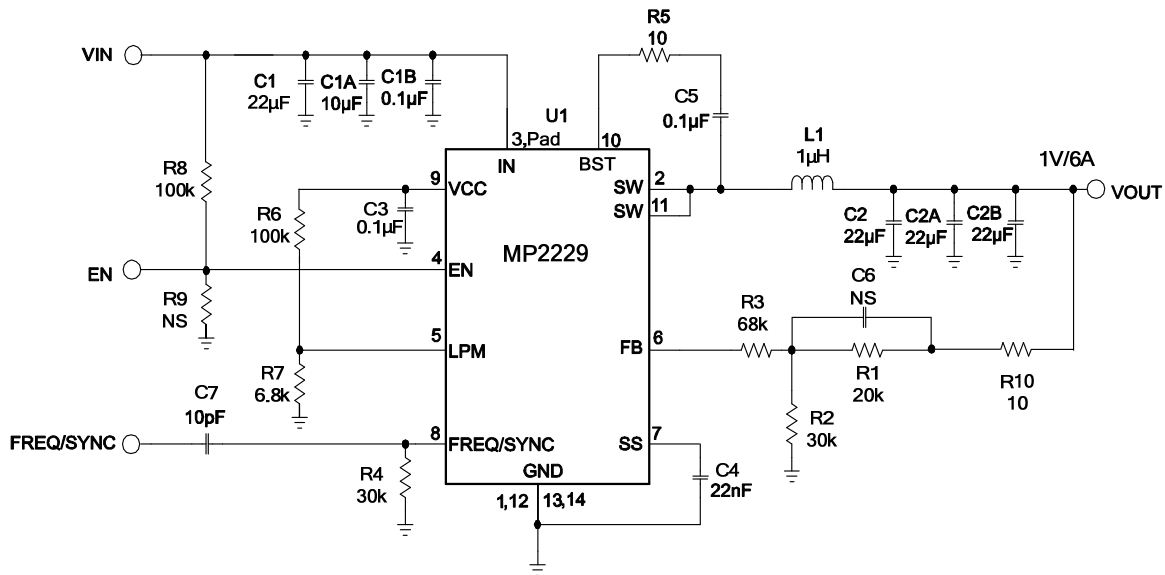 VIN
C1
22µF
C1A
10µF
C1B
0.1µF
R5
10
C5
0.1µF
U1
3,Pad
10
IN
BST
L1
1µH
1V/6A
VOUT
R8
100k
9
VCC
SW
2
SW
11
C3
0.1µF
R6
100k
C2
22µF
C2A
22µF
C2B
22µF
MP2229
EN
4
EN
R9
NS
C6
NS
R3
68k
5
LPM
FB
6
R1
20k
R10
10
R7
6.8k
C7
10pF
R2
30k
FREQ/SYNC
8
FREQ/SYNC
SS
7
R4
30k
GND
C4
22nF
1,12
13,14